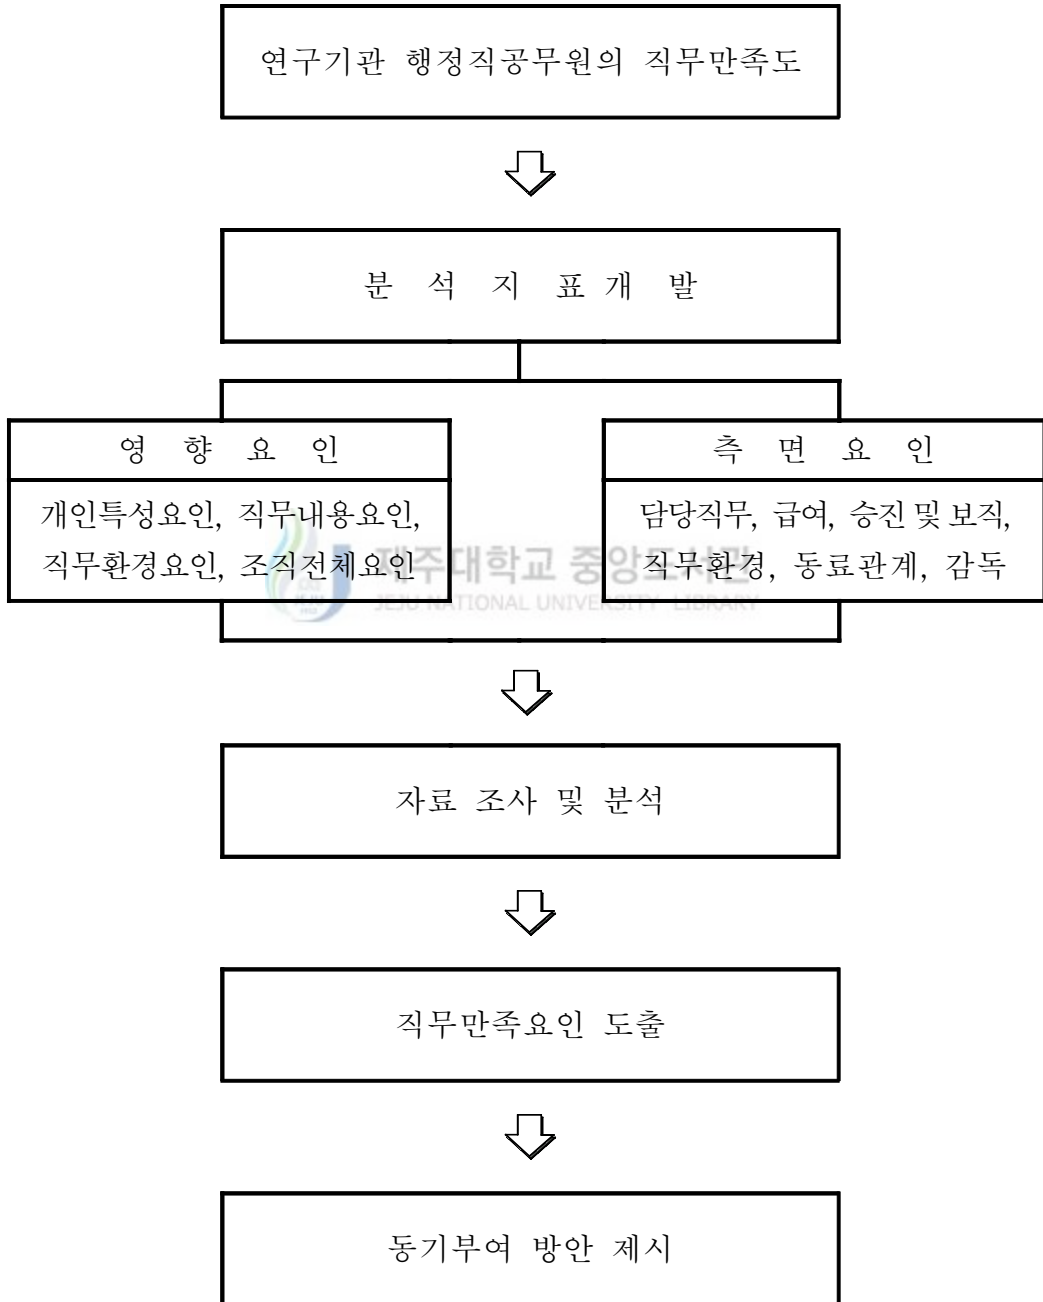 연구기관 행정직공무원의 직무만족도
분 석 지 표 개 발
영 향 요 인
개인특성요인, 직무내용요인,
직무환경요인, 조직전체요인
측 면 요 인
담당직무, 급여, 승진 및 보직,
직무환경, 동료관계, 감독
제주대학교 중앙도서관
JEJU NATIONAL UNIVERSITY LIBRARY
자료 조사 및 분석
직무만족요인 도출
동기부여 방안 제시